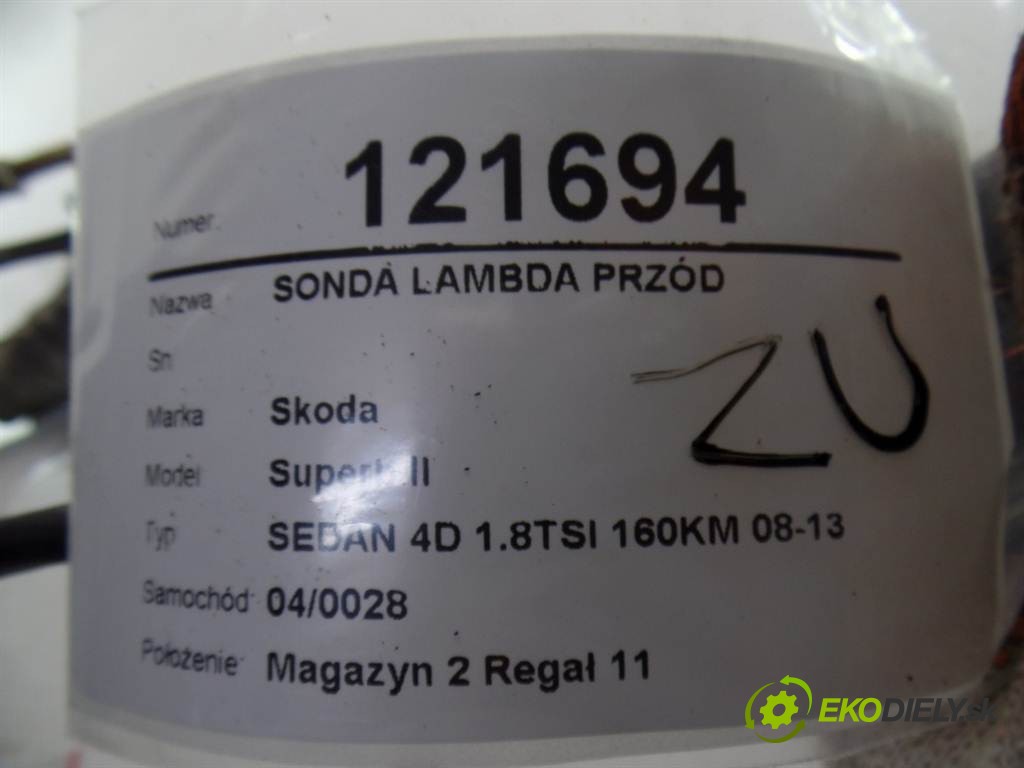 Numer: 121694
Nazwa SONDA LAMBDA PRZÓD
Sn
ZU
Marka Skoda
Model Superb II
Typ SEDAN 4D 1.8TSI 160KM 08-13
Samochód 04/0028
Położenie Magazyn 2 Regał 11
EKODIELY.sk